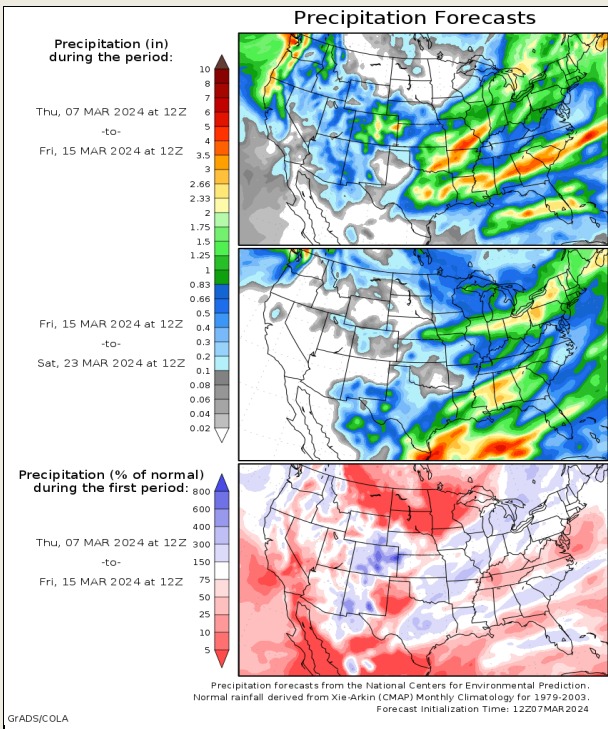 Precipitation Forecasts
Precipitation (in)
during the period:
Thu, 07 MAR 2024 at 12Z
-to-
Fri, 15 MAR 2024 at 12Z
10
8
7
6
5
4
3.5
3
2.66
2.33
2
1.75
1.5
1.25
1
0.83
0.66
0.5
0.4
0.3
0.2
0.1
0.08
0.06
0.04
0.02
Fri, 15 MAR 2024 at 12Z
-to-
Sat, 23 MAR 2024 at 12Z
Precipitation (% of normal)
during the first period:
Thu, 07 MAR 2024 at 12Z
-to-
Fri, 15 MAR 2024 at 12Z
800
600
400
300
150
75
50
25
10
5
Precipitation forecasts from the National Centers for Environmental Prediction.
Normal rainfall derived from Xie-Arkin (CMAP) Monthly Climatology for 1979-2003.
Forecast Initialization Time: 12Z07MAR2024
GrADS/COLA